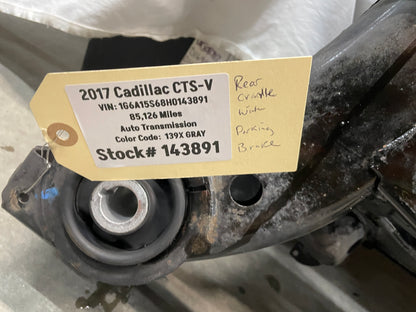 2017 Cadillac CTS-V
VIN: 1G6A15S68H0143891
85,126 Miles
Auto Transmission
Color Code: 139X GRAY
Stock# 143891
Rear
Cradle
With
Parking
Brake